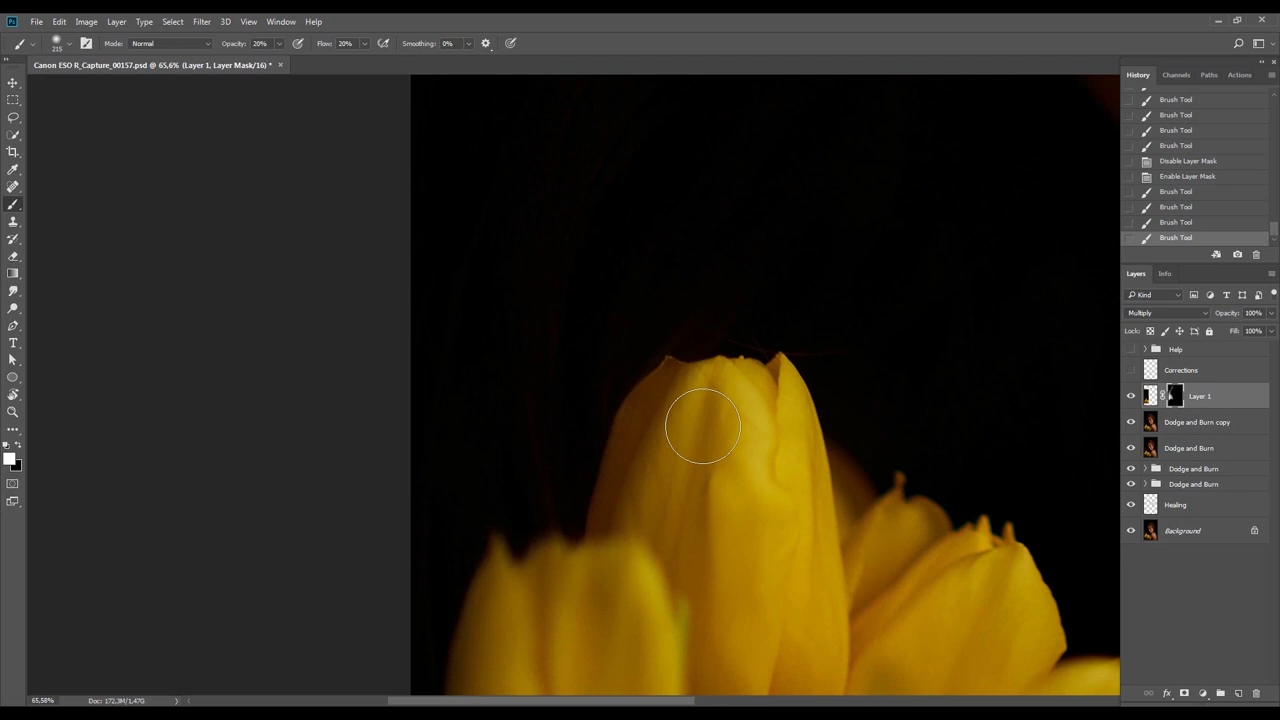 Ps File Edit Image Layer Type Select Filter 3D View Window Help
215 Mode: Normal Opacity: 20% Flow: 20% Smoothing: 0%
Canon ESO R_Capture_00157.psd @ 65,6% (Layer 1, Layer Mask/16) *
History Channels Paths Actions
Brush Tool
Brush Tool
Brush Tool
Brush Tool
Disable Layer Mask
Enable Layer Mask
Brush Tool
Brush Tool
Brush Tool
Brush Tool
Layers Info
Kind
Multiply Opacity: 100%
Lock: Fill: 100%
Help
Corrections
Layer 1
Dodge and Burn copy
Dodge and Burn
Dodge and Burn
Dodge and Burn
Healing
Background
65,58% Doc: 172,3M/1,47G